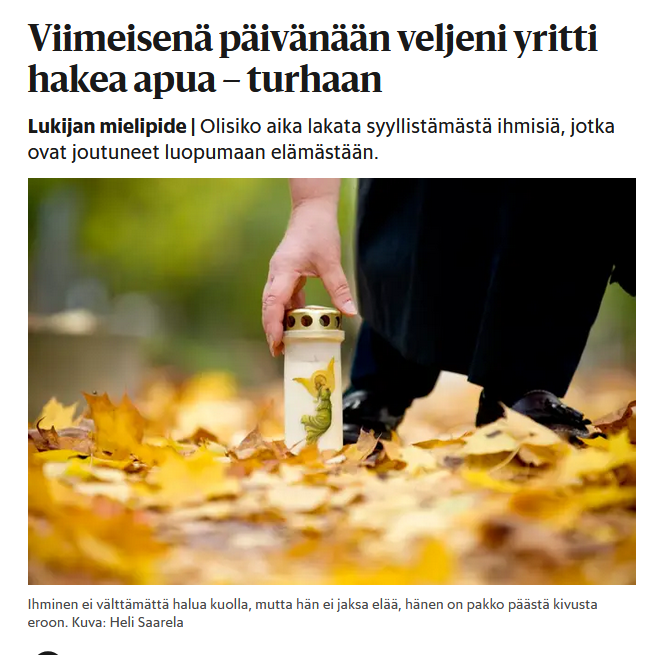 Viimeisenä päivänään veljeni yritti
hakea apua – turhaan
Lukijan mielipide | Olisiko aika lakata syyllistämästä ihmisiä, jotka
ovat joutuneet luopumaan elämästään.
Ihminen ei välttämättä halua kuolla, mutta hän ei jaksa elää, hänen on pakko päästä kivusta
eroon. Kuva: Heli Saarela